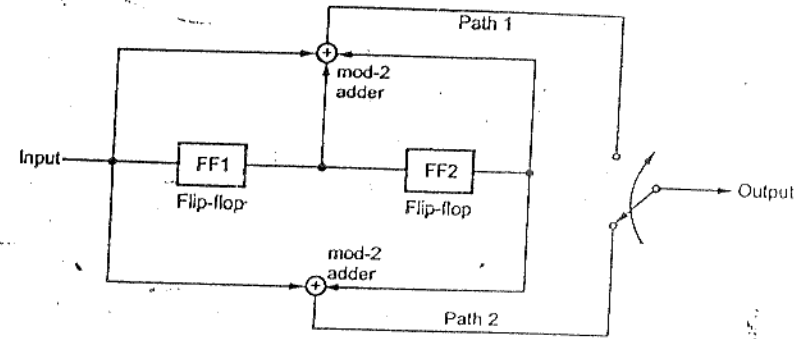 Path 1
+
mod-2
adder
Input
FF1
FF2
Output
Flip-flop
Flip-flop
mod-2
adder
+
Path 2